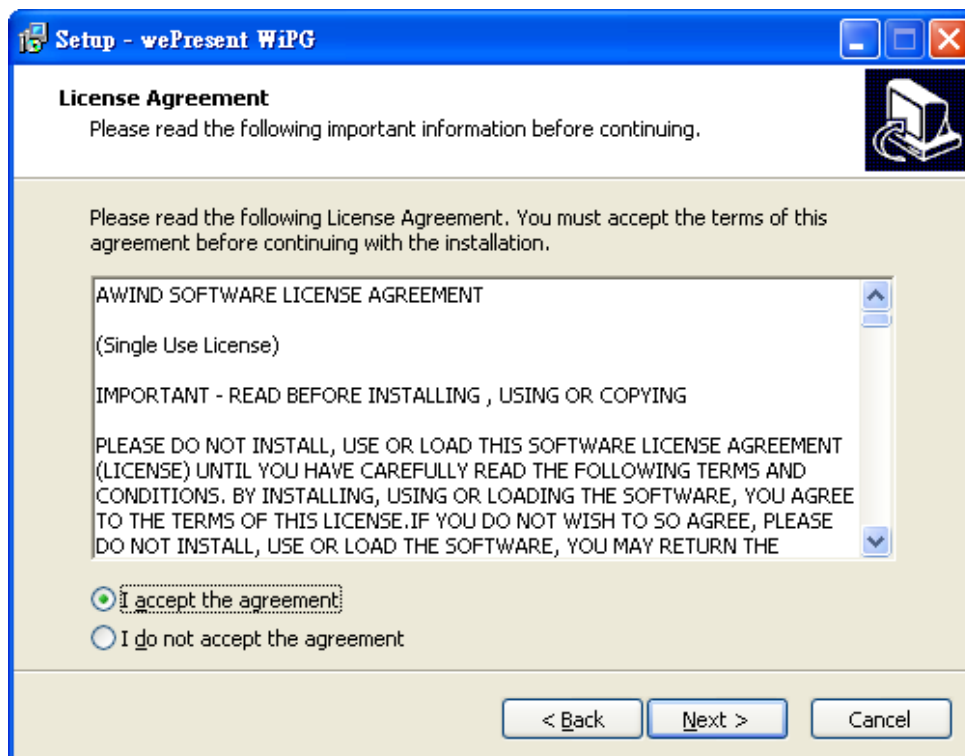 Setup - wePresent WiPG
License Agreement
Please read the following important information before continuing.
Please read the following License Agreement. You must accept the terms of this
agreement before continuing with the installation.
AWIND SOFTWARE LICENSE AGREEMENT
(Single Use License)
IMPORTANT - READ BEFORE INSTALLING , USING OR COPYING
PLEASE DO NOT INSTALL, USE OR LOAD THIS SOFTWARE LICENSE AGREEMENT
(LICENSE) UNTIL YOU HAVE CAREFULLY READ THE FOLLOWING TERMS AND
CONDITIONS. BY INSTALLING, USING OR LOADING THE SOFTWARE, YOU AGREE
TO THE TERMS OF THIS LICENSE.IF YOU DO NOT WISH TO SO AGREE, PLEASE
DO NOT INSTALL, USE OR LOAD THE SOFTWARE, YOU MAY RETURN THE
I accept the agreement
I do not accept the agreement
< Back Next > Cancel